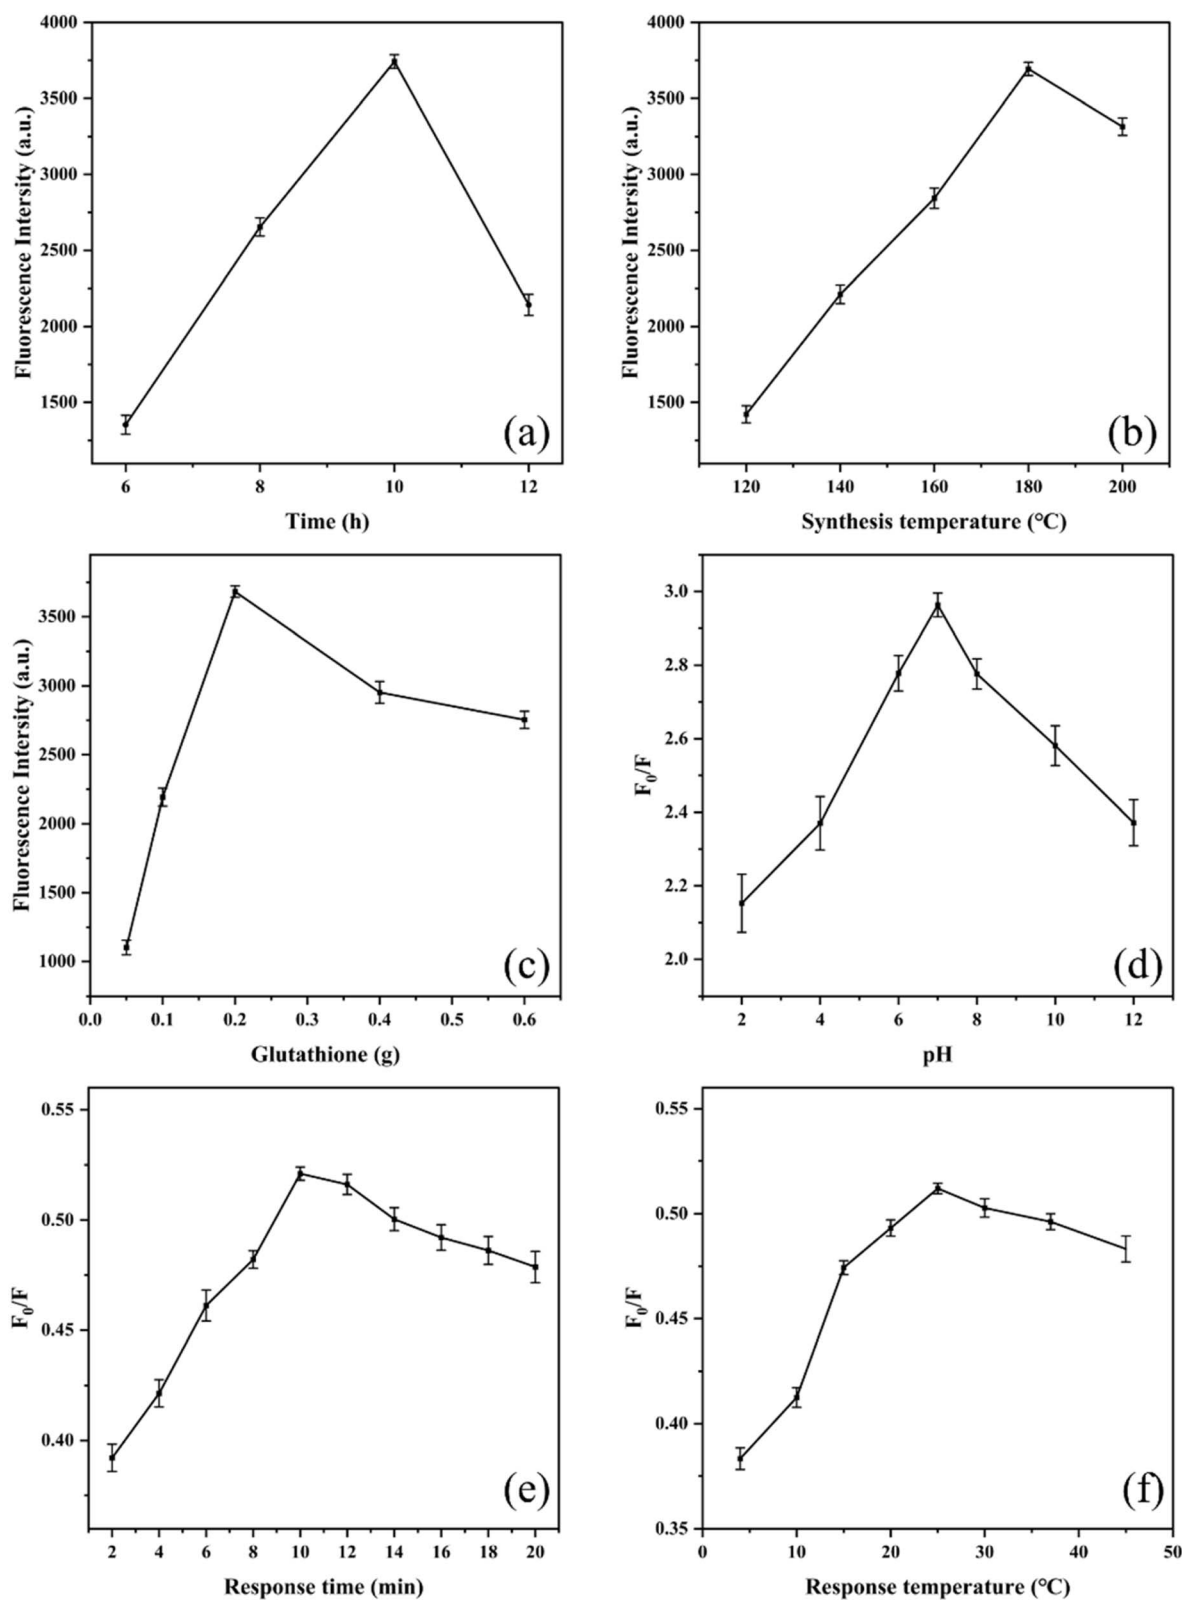 4000
3500
3000
2500
2000
1500
Fluorescence Intersity (a.u.)
6 8 10 12
Time (h)
(a)
4000
3500
3000
2500
2000
1500
Fluorescence Intersity (a.u.)
120 140 160 180 200
Synthesis temperature (°C)
(b)
3500
3000
2500
2000
1500
1000
Fluorescence Intersity (a.u.)
0.0 0.1 0.2 0.3 0.4 0.5 0.6
Glutathione (g)
(c)
3.0
2.8
2.6
2.4
2.2
2.0
F0/F
2 4 6 8 10 12
pH
(d)
0.55
0.50
0.45
0.40
F0/F
2 4 6 8 10 12 14 16 18 20
Response time (min)
(e)
0.55
0.50
0.45
0.40
0.35
F0/F
0 10 20 30 40 50
Response temperature (°C)
(f)